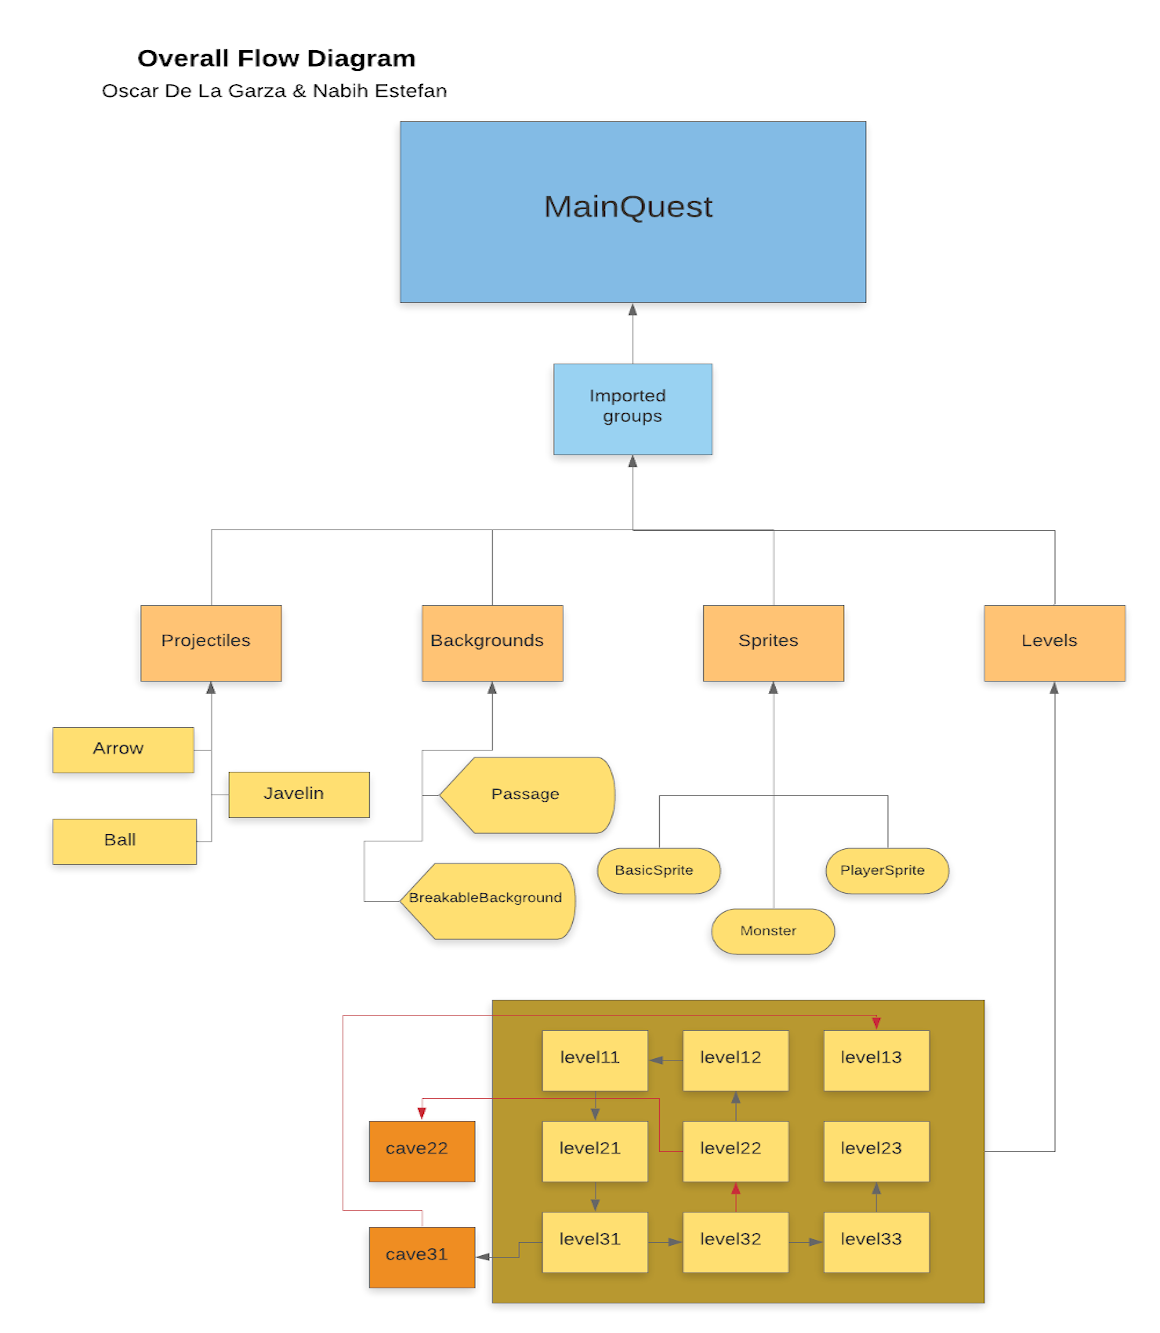 Overall Flow Diagram
Oscar De La Garza & Nabih Estefan
MainQuest
Imported
groups
Projectiles
Backgrounds
Sprites
Levels
Arrow
Javelin
Ball
Passage
BreakableBackground
BasicSprite
PlayerSprite
Monster
level11
level12
level13
cave22
level21
level22
level23
cave31
level31
level32
level33